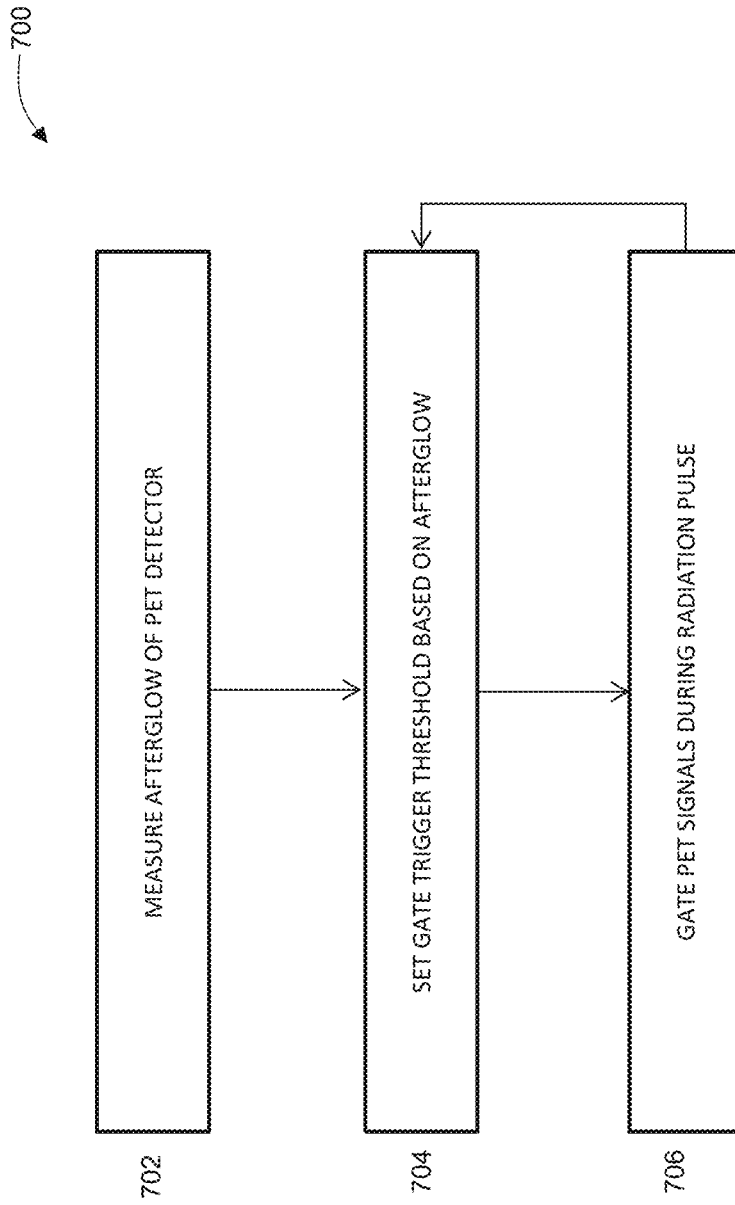 700
702
MEASURE AFTERGLOW OF PET DETECTOR
704
SET GATE TRIGGER THRESHOLD BASED ON AFTERGLOW
706
GATE PET SIGNALS DURING RADIATION PULSE